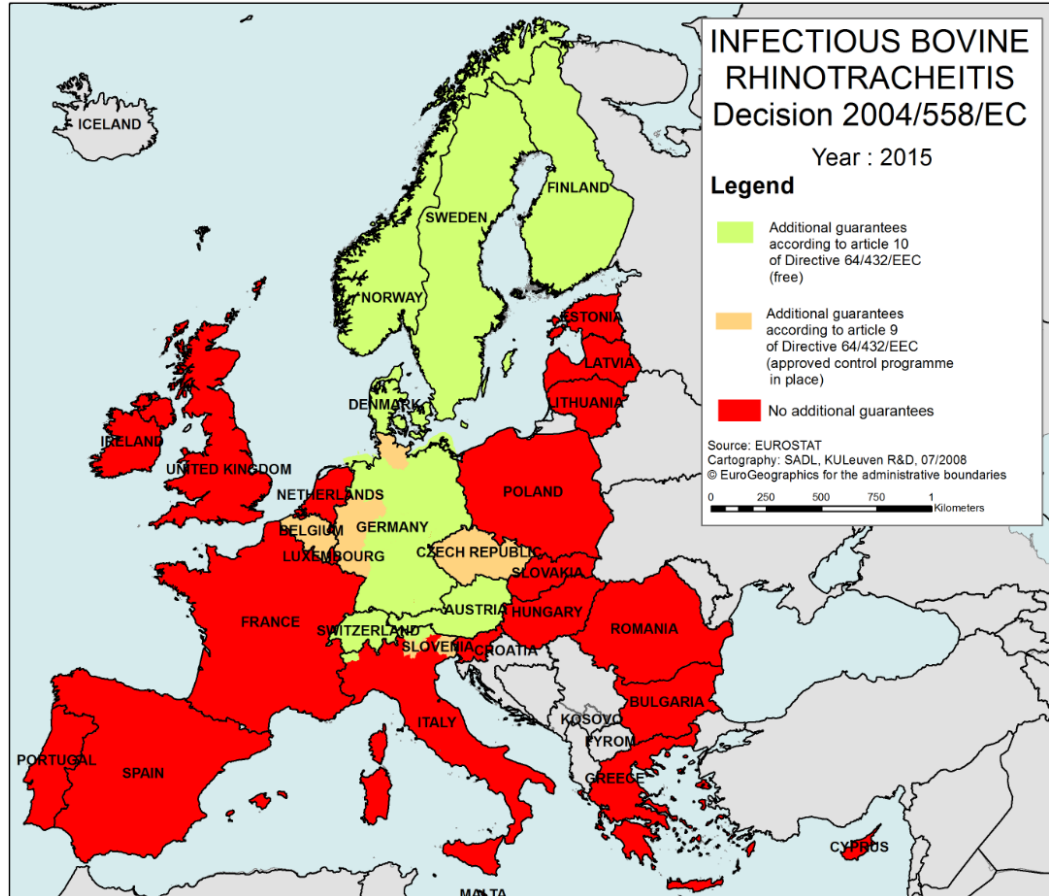 INFECTIOUS BOVINE
RHINOTRACHEITIS
Decision 2004/558/EC
Year : 2015
Legend
Additional guarantees
according to article 10
of Directive 64/432/EEC
(free)
Additional guarantees
according to article 9
of Directive 64/432/EEC
(approved control programme
in place)
No additional guarantees
Source: EUROSTAT
Cartography: SADL, KULeuven R&D, 07/2008
© EuroGeographics for the administrative boundaries
0 250 500 750 1
Kilometers
ICELAND
FINLAND
SWEDEN
NORWAY
ESTONIA
LATVIA
LITHUANIA
DENMARK
IRELAND
UNITED KINGDOM
NETHERLANDS
POLAND
GERMANY
BELGIUM
LUXEMBOURG
CZECH REPUBLIC
SLOVAKIA
AUSTRIA
HUNGARY
FRANCE
SWITZERLAND
ROMANIA
SLOVENIA
CROATIA
BULGARIA
ITALY
KOSOVO
FYROM
PORTUGAL
SPAIN
GREECE
CYPRUS
MALTA